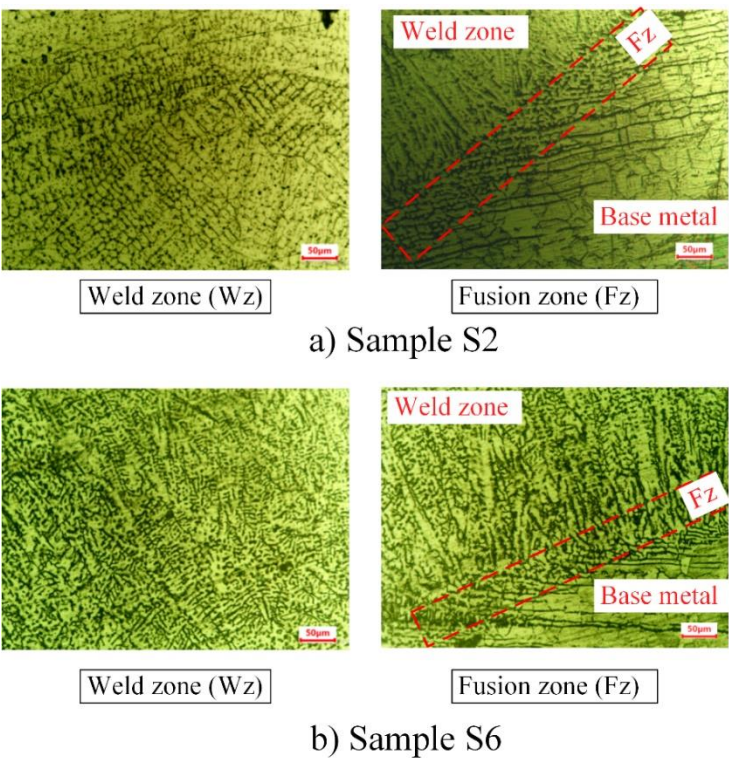 Weld zone
Fz
Base metal
50μm
50μm
Weld zone (Wz)
Fusion zone (Fz)
a) Sample S2
Weld zone
Fz
Base metal
50μm
50μm
Weld zone (Wz)
Fusion zone (Fz)
b) Sample S6